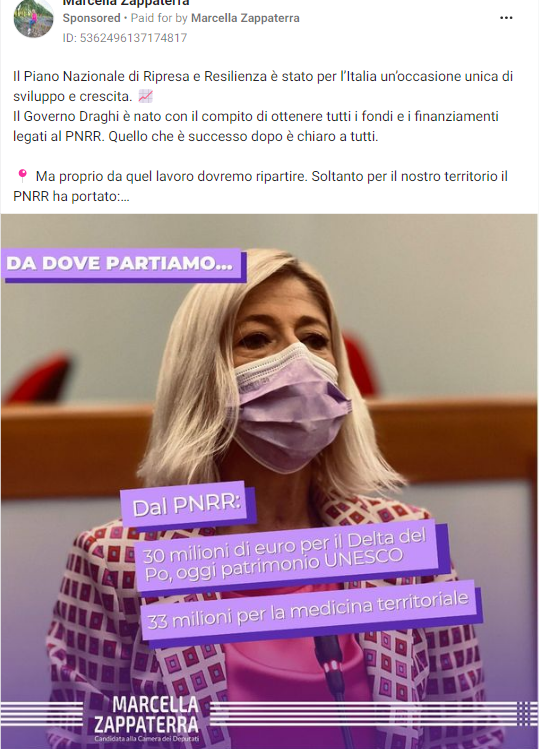 Marcella Zappaterra
Sponsored • Paid for by Marcella Zappaterra
ID: 5362496137174817
Il Piano Nazionale di Ripresa e Resilienza è stato per l'Italia un'occasione unica di
sviluppo e crescita. 📈
Il Governo Draghi è nato con il compito di ottenere tutti i fondi e i finanziamenti
legati al PNRR. Quello che è successo dopo è chiaro a tutti.
📍 Ma proprio da quel lavoro dovremo ripartire. Soltanto per il nostro territorio il
PNRR ha portato:...
DA DOVE PARTIAMO...
Dal PNRR:
30 milioni di euro per il Delta del
Po, oggi patrimonio UNESCO
33 milioni per la medicina territoriale
MARCELLA
ZAPPATERRA
Candidata alla Camera dei Deputati